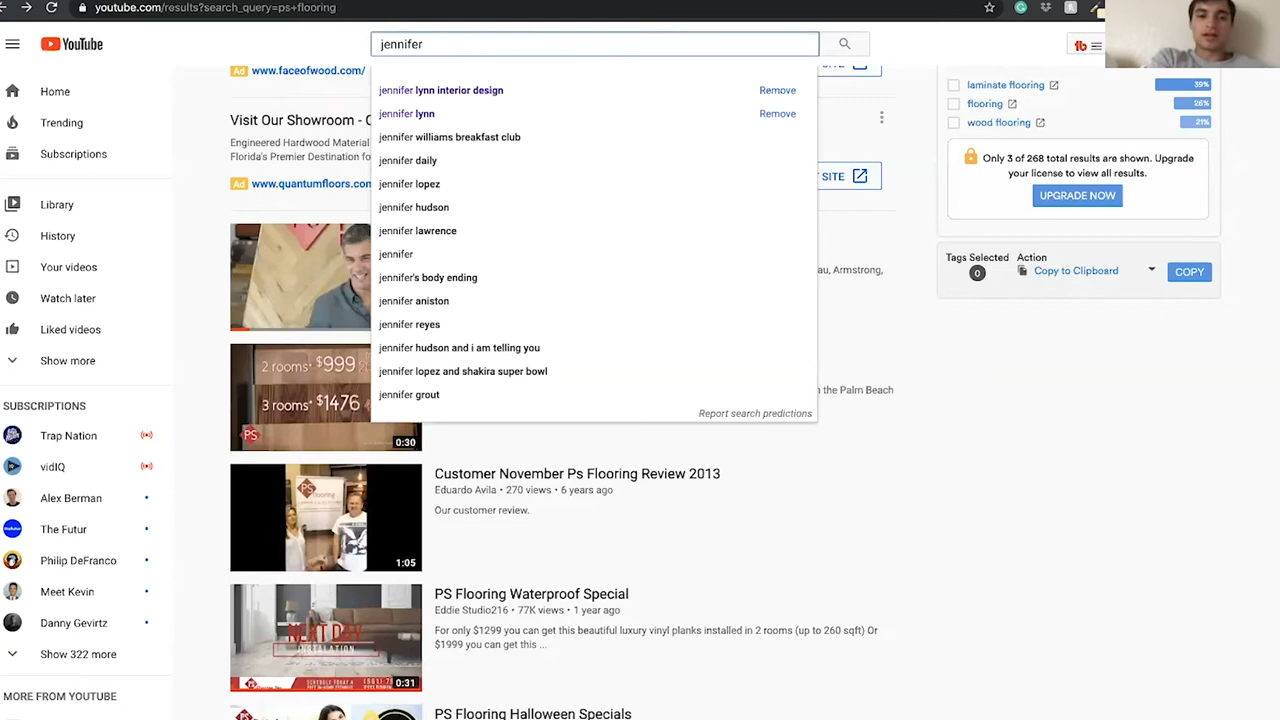 youtube.com/results?search_query=ps+flooring
YouTube
jennifer
tb
Home
Trending
Subscriptions
Library
History
Your videos
Watch later
Liked videos
Show more
SUBSCRIPTIONS
Trap Nation
vidIQ
Alex Berman
The Futur
Philip DeFranco
Meet Kevin
Danny Gevirtz
Show 322 more
MORE FROM YOUTUBE
Ad www.faceofwood.com/
Visit Our Showroom - C
Engineered Hardwood Material
Florida's Premier Destination fo
Ad www.quantumfloors.com
SITE
jennifer lynn interior design Remove
jennifer lynn Remove
jennifer williams breakfast club
jennifer daily
jennifer lopez
jennifer hudson
jennifer lawrence
jennifer
jennifer's body ending
jennifer aniston
jennifer reyes
jennifer hudson and i am telling you
jennifer lopez and shakira super bowl
jennifer grout
Report search predictions
au, Armstrong,
2 rooms* $999
3 rooms* $1476
PS
0:30
n the Palm Beach
PS flooring
1:05
Customer November Ps Flooring Review 2013
Eduardo Avila • 270 views • 6 years ago
Our customer review.
NEXT DAY
INSTALATION
SCHEDULE TODAY
0:31
PS Flooring Waterproof Special
Eddie Studio216 • 77K views • 1 year ago
For only $1299 you can get this beautiful luxury vinyl planks installed in 2 rooms (up to 260 sqft) Or
$1999 you can get this ...
PS Flooring Halloween Specials
laminate flooring 39%
flooring 26%
wood flooring 21%
Only 3 of 268 total results are shown. Upgrade
your license to view all results.
UPGRADE NOW
Tags Selected
0
Action
Copy to Clipboard
COPY